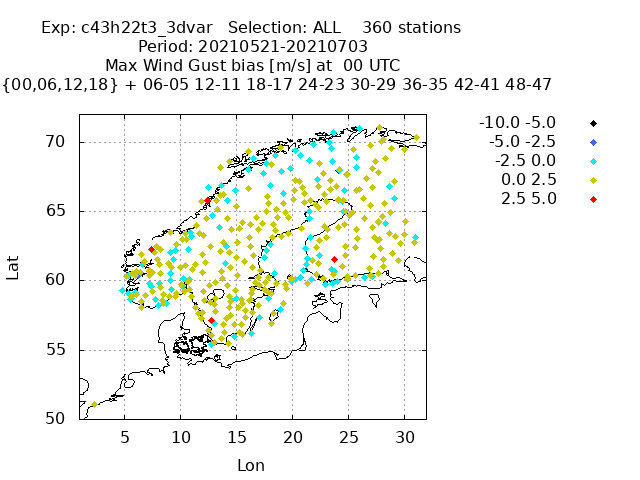 Exp: c43h22t3_3dvar   Selection: ALL    360 stations
Period: 20210521-20210703
Max Wind Gust bias [m/s] at  00 UTC
{00,06,12,18} + 06-05 12-11 18-17 24-23 30-29 36-35 42-41 48-47
-10.0 -5.0
-5.0 -2.5
-2.5 0.0
0.0 2.5
2.5 5.0
70
65
60
55
50
Lat
5 10 15 20 25 30
Lon